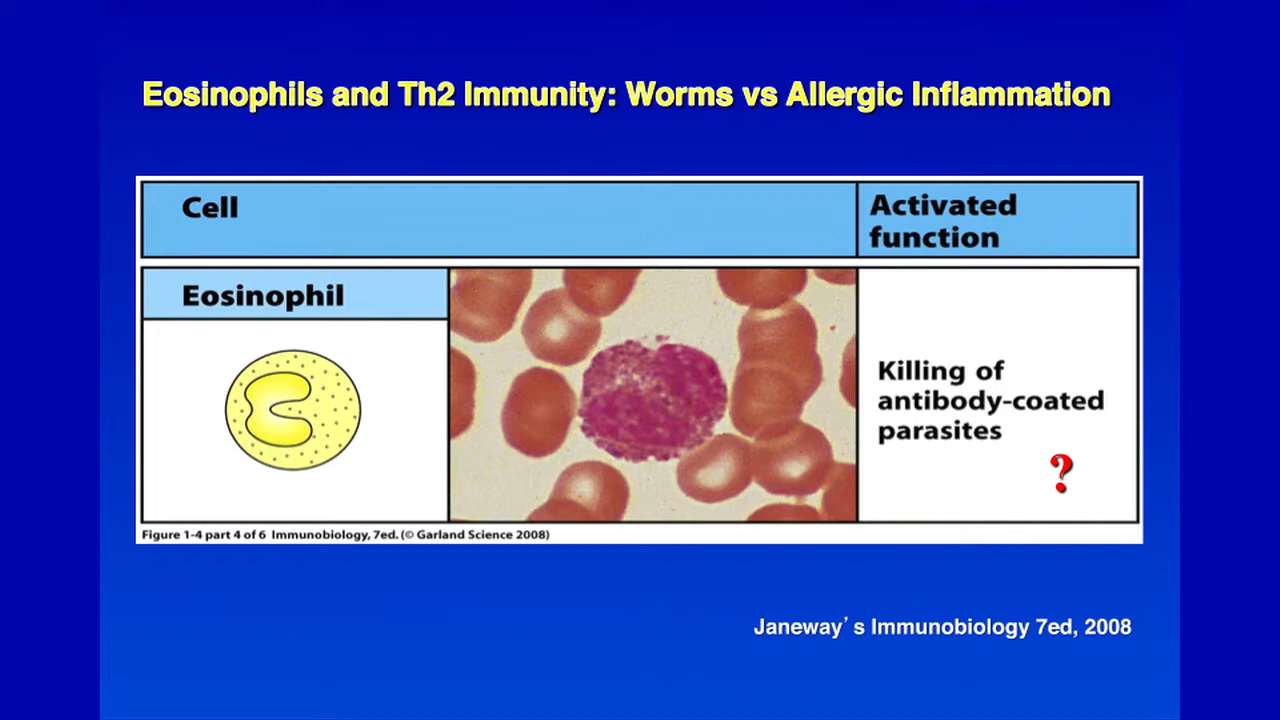 Eosinophils and Th2 Immunity: Worms vs Allergic Inflammation
Cell
Activated
function
Eosinophil
Killing of
antibody-coated
parasites
?
Figure 1-4 part 4 of 6 Immunobiology, 7ed. (© Garland Science 2008)
Janeway's Immunobiology 7ed, 2008